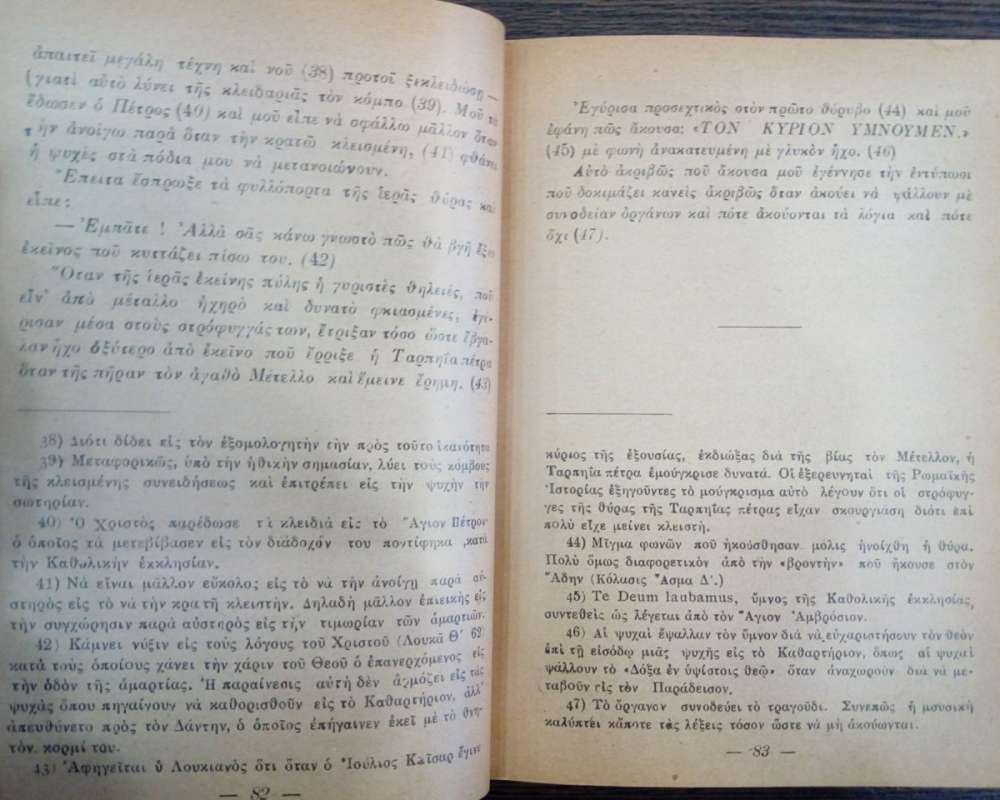 ἀπαιτεῖ μεγάλη τέχνη καὶ νοῦ (38) προτοῦ ξεκλειδώσῃ —
(γιατὶ αὐτὸ λύνει τῆς κλειδαριᾶς τὸν κόμπο (39). Μοῦ τὰ
ἔδωσεν ὁ Πέτρος (40) καὶ μοῦ εἶπε νὰ σφάλλω μᾶλλον ὅταν
τὴν ἀνοίγω παρὰ ὅταν τὴν κρατῶ κλεισμένη, (41) φθάνει
ἡ ψυχὲς στὰ πόδια μου νὰ μετανοιώνουν.
Ἔπειτα ἔσπρωξε τὰ φυλλόπορτα τῆς ἱερᾶς θύρας καὶ
εἶπε:
— Ἐμπᾶτε ! Ἀλλὰ σᾶς κάνω γνωστὸ πῶς θὰ βγῆ ἔξω
ἐκεῖνος ποῦ κυττάζει πίσω του. (42)
Ὅταν τῆς ἱερᾶς ἐκείνης πύλης ἡ γυριστὲς θηλειές, ποῦ
εἶν' ἀπὸ μέταλλο ἠχηρὸ καὶ δυνατὸ φκιασμένες, ἐγύ-
ρισαν μέσα στοὺς στρόφυγγάς των, ἔτριξαν τόσο ὥστε ἔβγα-
λαν ἦχο ὀξύτερο ἀπὸ ἐκεῖνο ποῦ ἔρριξε ἡ Ταρπηΐα πέτρα
ὅταν τῆς πῆραν τὸν ἀγαθὸ Μέτελλο καὶ ἔμεινε ἔρημη. (43)
38) Διότι δίδει εἰς τὸν ἐξομολογητὴν τὴν πρὸς τοῦτο ἱκανότητα
39) Μεταφορικῶς, ὑπὸ τὴν ἠθικὴν σημασίαν, λύει τοὺς κόμβους
τῆς κλεισμένης συνειδήσεως καὶ ἐπιτρέπει εἰς τὴν ψυχὴν τὴν
σωτηρίαν.
40) Ὁ Χριστὸς παρέδωσε τὰ κλειδιὰ εἰς τὸ Ἅγιον Πέτρον
ὁ ὁποῖος τὰ μετεβίβασεν εἰς τὸν διάδοχόν του ποντίφηκα κατὰ
τὴν Καθολικὴν ἐκκλησίαν.
41) Νὰ εἶναι μᾶλλον εὔκολος εἰς τὸ νὰ τὴν ἀνοίγῃ παρὰ αὐ-
στηρὸς εἰς τὸ νὰ τὴν κρατῆ κλειστήν. Δηλαδὴ μᾶλλον ἐπιεικὴς εἰς
τὴν συγχώρησιν παρὰ αὐστηρὸς εἰς τὴν τιμωρίαν τῶν ἁμαρτιῶν.
42) Κάμνει νύξιν εἰς τοὺς λόγους τοῦ Χριστοῦ (Λουκᾶ Θ' 62)
κατὰ τοὺς ὁποίους χάνει τὴν χάριν τοῦ Θεοῦ ὁ ἐπανερχόμενος εἰς
τὴν ὁδὸν τῆς ἁμαρτίας. Ἡ παραίνεσις αὐτὴ δὲν ἁρμόζει εἰς τὰς
ψυχὰς ὅπου πηγαίνουν νὰ καθορισθοῦν εἰς τὸ Καθαρτήριον, ἀλλ'
ἀπευθύνετο πρὸς τὸν Δάντην, ὁ ὁποῖος ἐπήγαινεν ἐκεῖ μὲ τὸ θνη-
τὸν κορμί του.
43) Ἀφηγεῖται ὁ Λουκιανὸς ὅτι ὅταν ὁ Ἰούλιος Καῖσαρ ἔγινε
— 82 —
Ἐγύρισα προσεχτικὸς στὸν πρῶτο θόρυβο (44) καὶ μοῦ
ἐφάνη πῶς ἄκουσα: «ΤΟΝ ΚΥΡΙΟΝ ΥΜΝΟΥΜΕΝ,»
(45) μὲ φωνὴ ἀνακατευμένη μὲ γλυκὸν ἦχο. (46)
Αὐτὸ ἀκριβῶς ποῦ ἄκουσα μοῦ ἐγέννησε τὴν ἐντύπωσι
ποῦ δοκιμάζει κανεὶς ἀκριβῶς ὅταν ἀκούει νὰ ψάλλουν μὲ
συνοδείαν ὀργάνων καὶ πότε ἀκούονται τὰ λόγια καὶ πότε
ὄχι (47).
κύριος τῆς ἐξουσίας, ἐκδιώξας διὰ τῆς βίας τὸν Μέτελλον, ἡ
Ταρπηΐα πέτρα ἐμούγκρισε δυνατά. Οἱ ἐξερευνηταὶ τῆς Ρωμαϊκῆς
Ἱστορίας ἐξηγοῦντες τὸ μούγκρισμα αὐτὸ λέγουν ὅτι οἱ στρόφυγ-
γες τῆς θύρας τῆς Ταρπηΐας πέτρας εἶχαν σκουργιάση διότι ἐπὶ
πολὺ εἶχε μείνει κλειστή.
44) Μῖγμα φωνῶν ποῦ ἠκούσθησαν μόλις ἠνοίχθη ἡ θύρα.
Πολὺ ὅμως διαφορετικὸν ἀπὸ τὴν «βροντὴν» ποῦ ἤκουσε στὸν
Ἅδην (Κόλασις ᾎσμα Δ΄.)
45) Te Deum laubamus, ὕμνος τῆς Καθολικῆς ἐκκλησίας,
συντεθεὶς ὡς λέγεται ἀπὸ τὸν Ἅγιον Ἀμβρόσιον.
46) Αἱ ψυχαὶ ἔψαλλαν τὸν ὕμνον διὰ νὰ εὐχαριστήσουν τὸν θεὸν
ἐπὶ τῇ εἰσόδῳ μιᾶς ψυχῆς εἰς τὸ Καθαρτήριον, ὅπως αἱ ψυχαὶ
ψάλλουν τὸ «Δόξα ἐν ὑψίστοις θεῷ» ὅταν ἀναχωροῦν διὰ νὰ με-
ταβοῦν εἰς τὸν Παράδεισον.
47) Τὸ ὄργανον συνοδεύει τὸ τραγοῦδι. Συνεπῶς ἡ μουσικὴ
καλύπτει κάποτε τὰς λέξεις τόσον ὥστε νὰ μὴ ἀκούωνται.
— 83 —